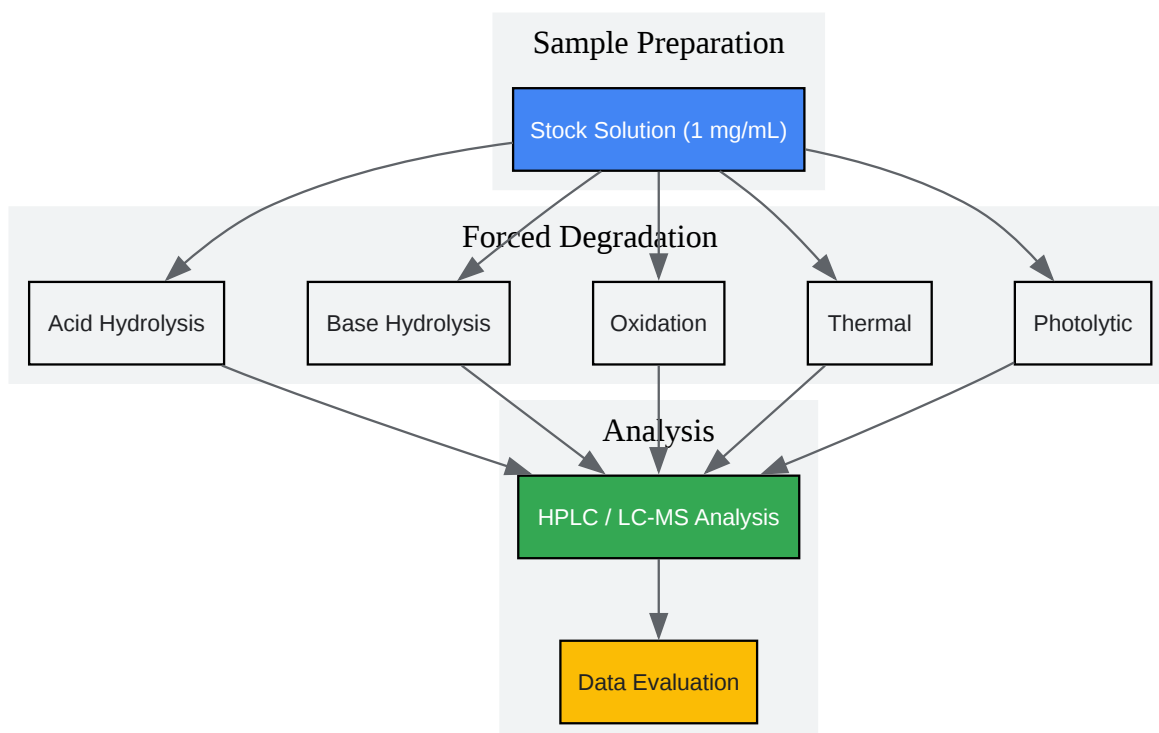 Sample Preparation
Stock Solution (1 mg/mL)
Forced Degradation
Acid Hydrolysis
Base Hydrolysis
Oxidation
Thermal
Photolytic
Analysis
HPLC / LC-MS Analysis
Data Evaluation